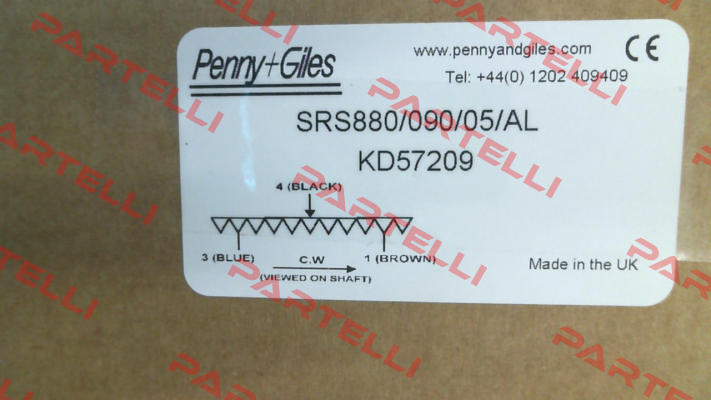 Penny+Giles
www.pennyandgiles.com
CE
Tel: +44(0) 1202 409409
SRS880/090/05/AL
KD57209
4 (BLACK)
3 (BLUE)
C.W
1 (BROWN)
(VIEWED ON SHAFT)
Made in the UK
PARTELLI
PARTELLI
PARTELLI
PARTELLI
PARTELLI
PARTELLI
PARTELLI